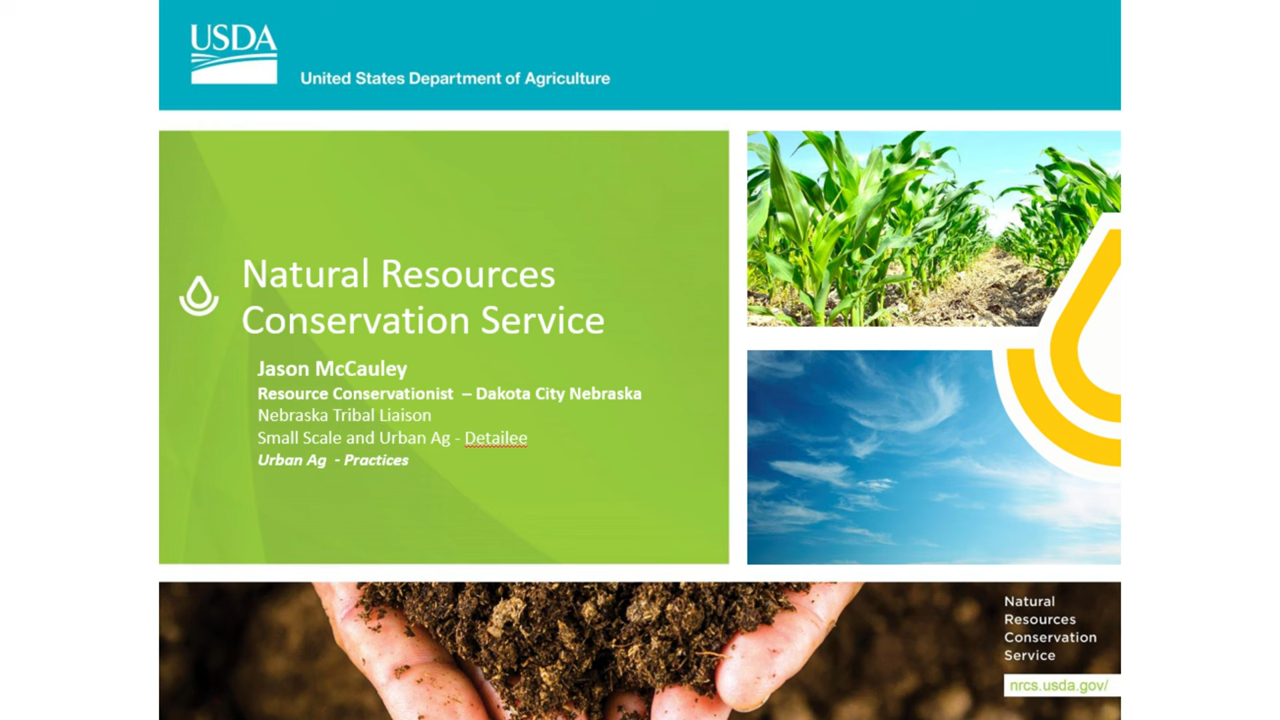 USDA
United States Department of Agriculture
Natural Resources
Conservation Service
Jason McCauley
Resource Conservationist – Dakota City Nebraska
Nebraska Tribal Liaison
Small Scale and Urban Ag - Detailee
Urban Ag - Practices
Natural
Resources
Conservation
Service
nrcs.usda.gov/